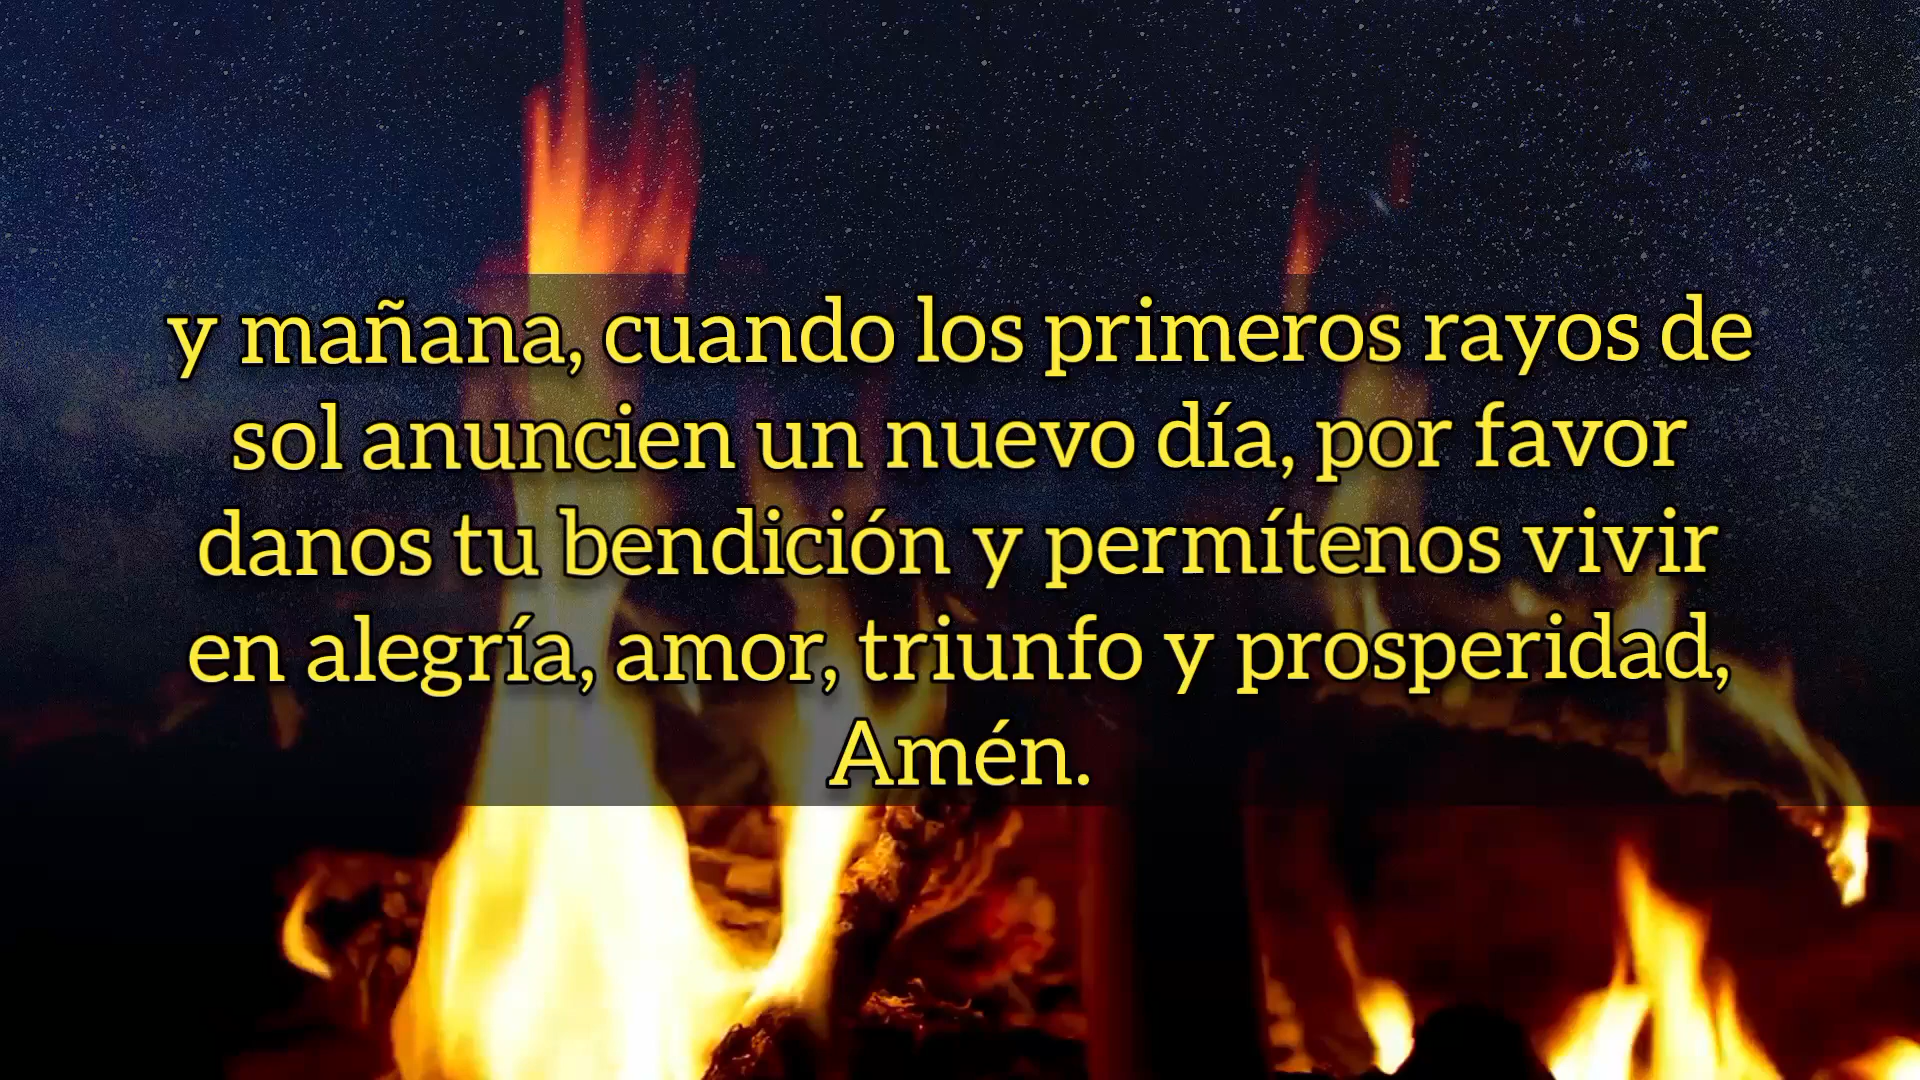 y mañana, cuando los primeros rayos de
sol anuncien un nuevo día, por favor
danos tu bendición y permítenos vivir
en alegría, amor, triunfo y prosperidad,
Amén.